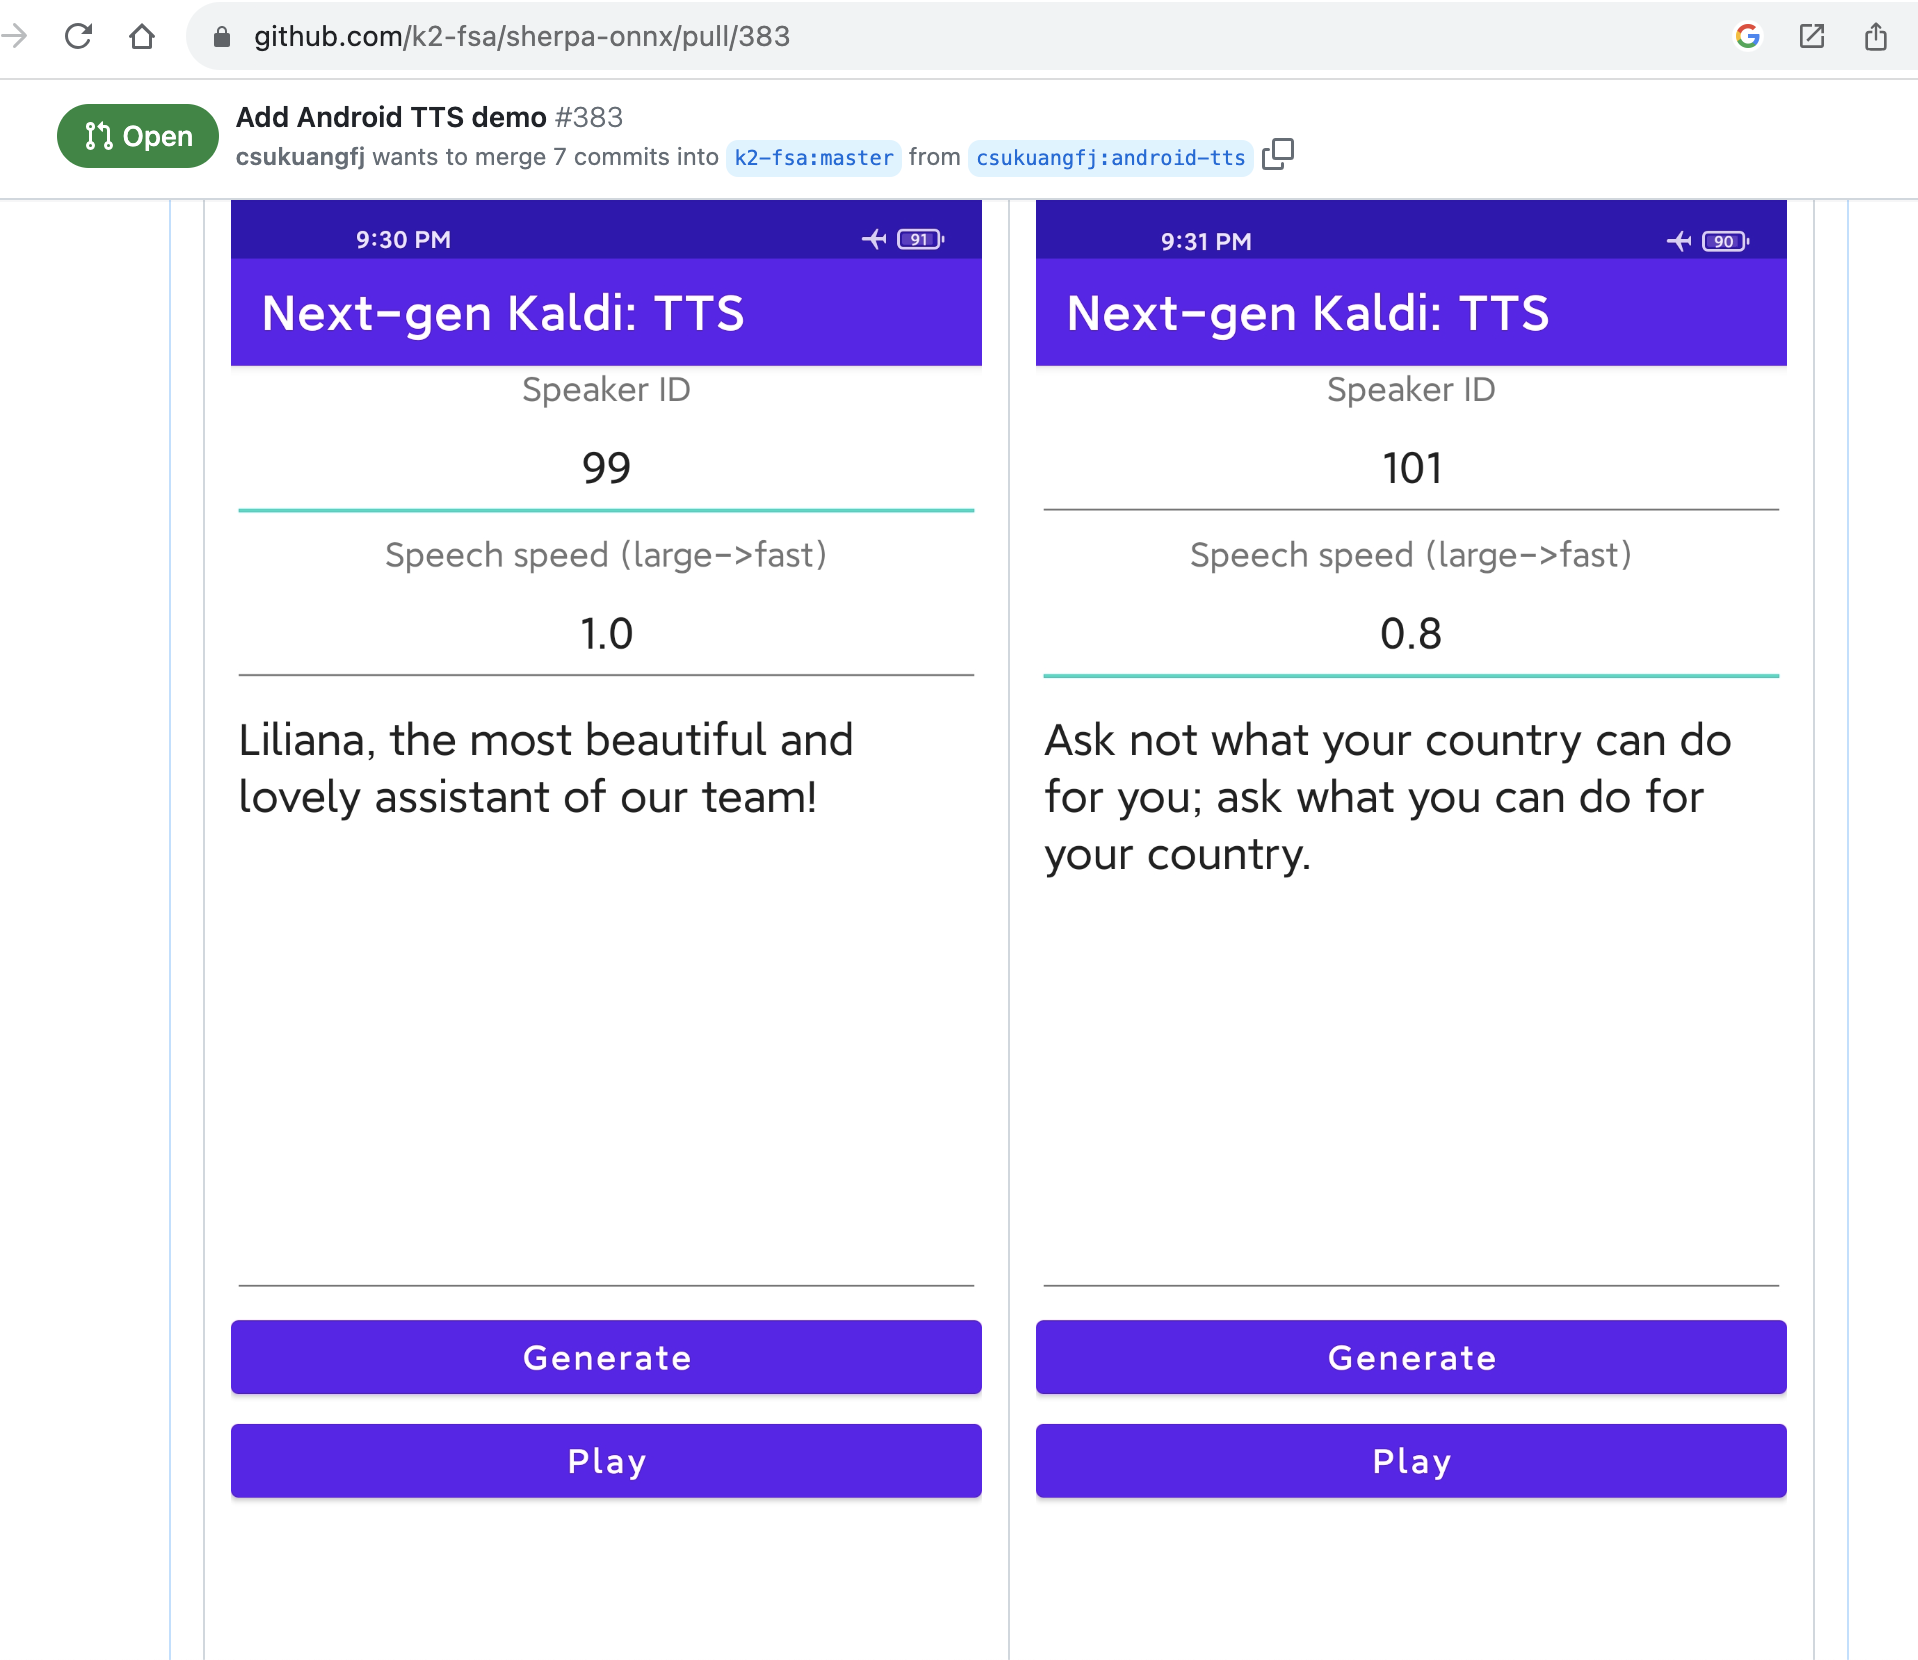 github.com/k2-fsa/sherpa-onnx/pull/383
Open
Add Android TTS demo #383
csukuangfj wants to merge 7 commits into k2-fsa:master from csukuangfj:android-tts
9:30 PM
91
Next-gen Kaldi: TTS
Speaker ID
99
Speech speed (large->fast)
1.0
Liliana, the most beautiful and
lovely assistant of our team!
Generate
Play
9:31 PM
90
Next-gen Kaldi: TTS
Speaker ID
101
Speech speed (large->fast)
0.8
Ask not what your country can do
for you; ask what you can do for
your country.
Generate
Play